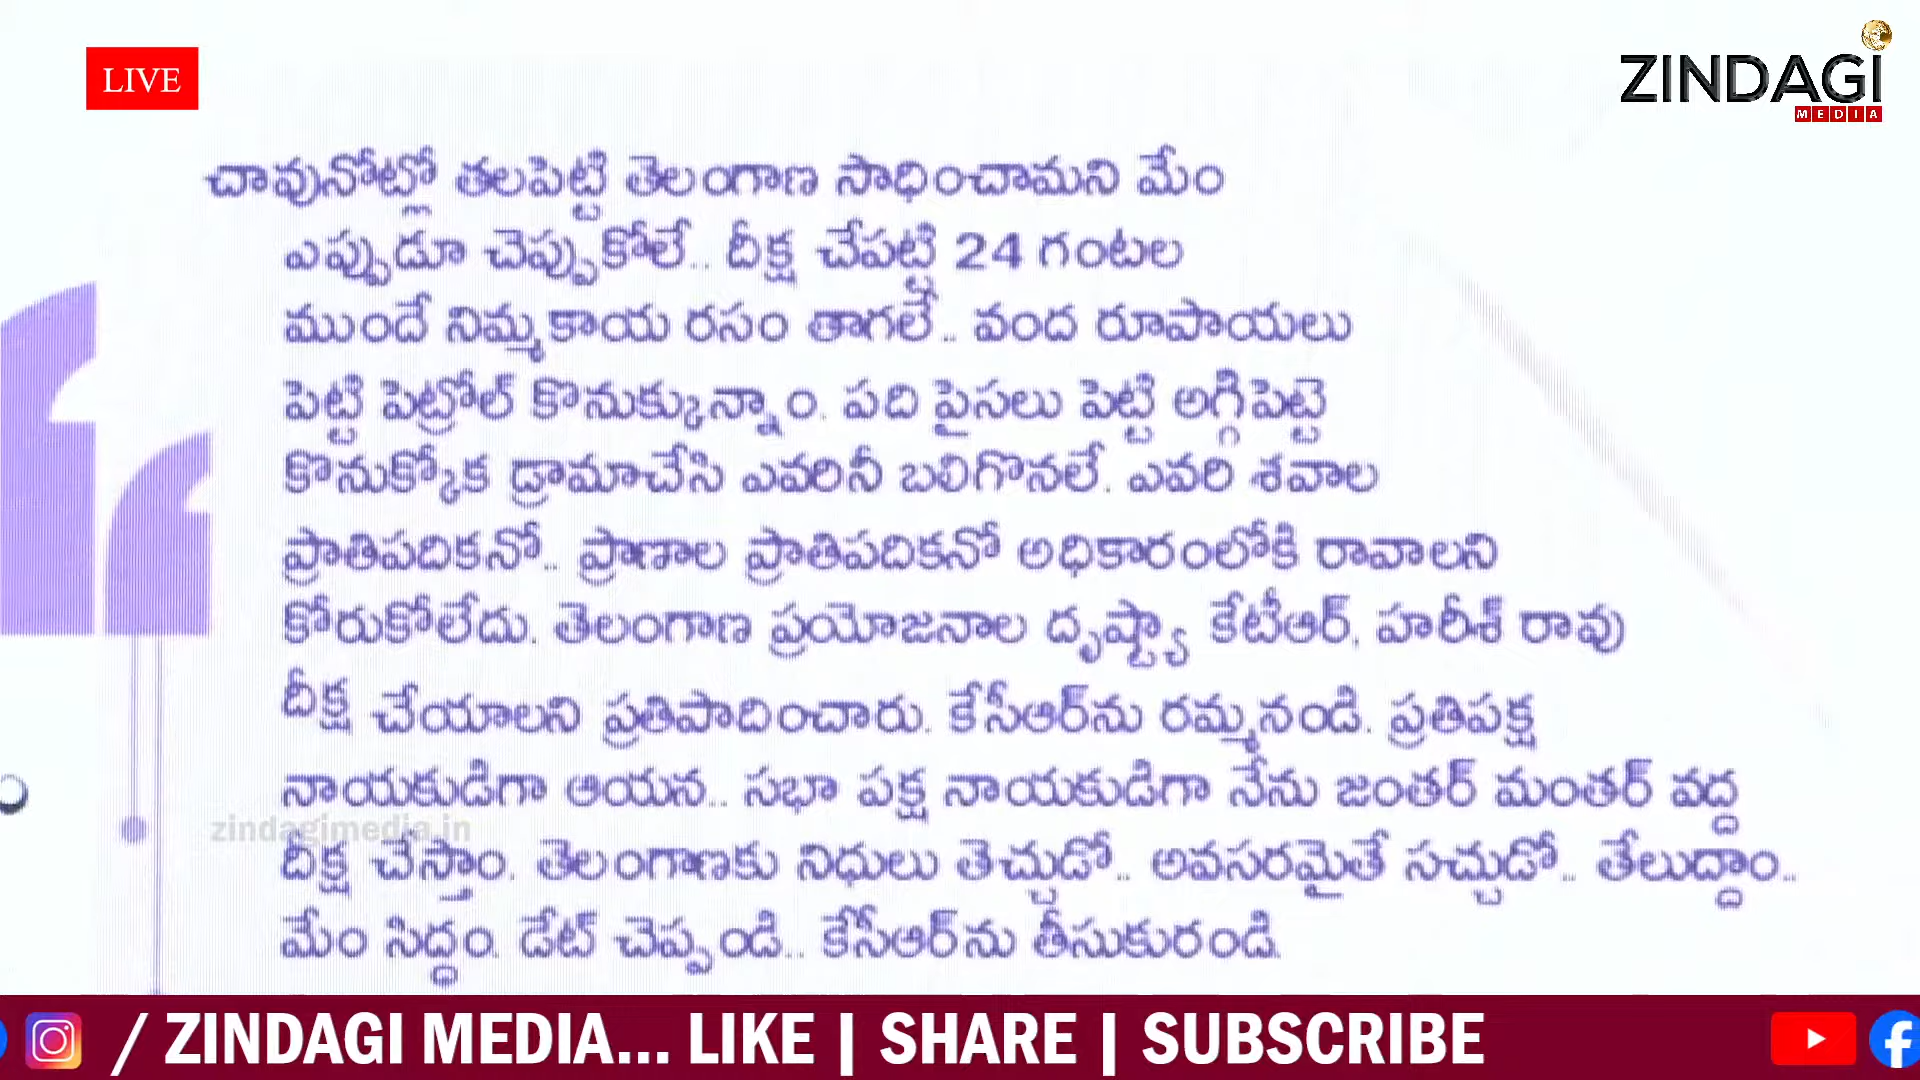 LIVE
ZINDAGI
MEDIA
చావునోట్లో తలపెట్టి తెలంగాణ సాధించామని మేం
ఎప్పుడూ చెప్పుకోలే.. దీక్ష చేపట్టి 24 గంటల
ముందే నిమ్మకాయ రసం తాగలే.. వంద రూపాయలు
పెట్టి పెట్రోల్ కొనుక్కున్నాం. పది పైసలు పెట్టి అగ్గిపెట్టె
కొనుక్కోక డ్రామాచేసి ఎవరినీ బలిగొనలే. ఎవరి శవాల
ప్రాతిపదికనో.. ప్రాణాల ప్రాతిపదికనో అధికారంలోకి రావాలని
కోరుకోలేదు. తెలంగాణ ప్రయోజనాల దృష్ట్యా కేటీఆర్, హరీశ్ రావు
దీక్ష చేయాలని ప్రతిపాదించారు. కేసీఆర్‌ను రమ్మనండి. ప్రతిపక్ష
నాయకుడిగా ఆయన.. సభా పక్ష నాయకుడిగా నేను జంతర్ మంతర్ వద్ద
zindagimedia.in
దీక్ష చేస్తాం. తెలంగాణకు నిధులు తెచ్చుడో.. అవసరమైతే సచ్చుడో.. తేలుద్దాం..
మేం సిద్ధం. డేట్ చెప్పండి.. కేసీఆర్‌ను తీసుకురండి.
/ ZINDAGI MEDIA... LIKE | SHARE | SUBSCRIBE